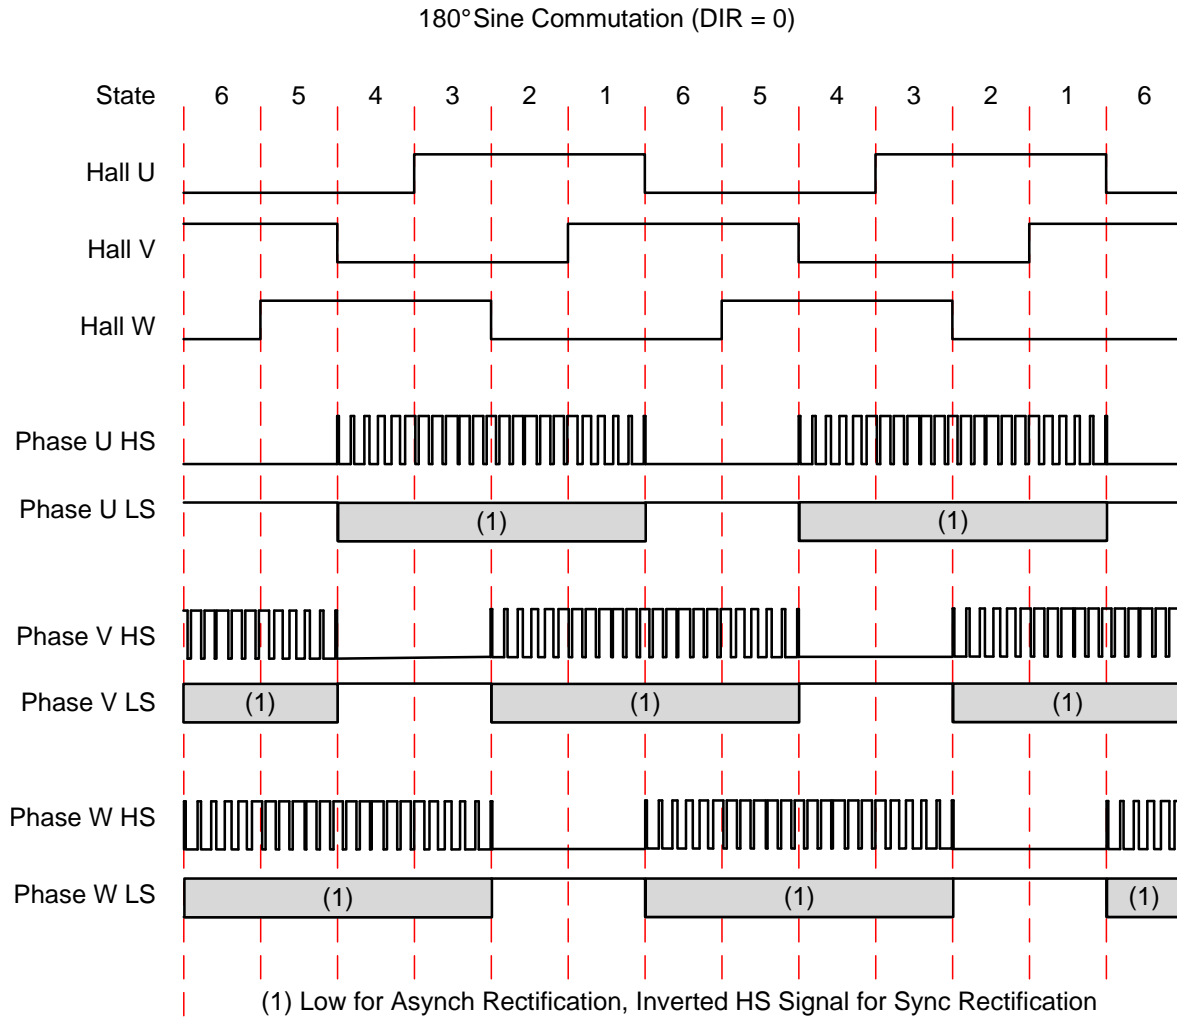 180° Sine Commutation (DIR = 0)
State 6 5 4 3 2 1 6 5 4 3 2 1 6
Hall U
Hall V
Hall W
Phase U HS
Phase U LS (1) (1)
Phase V HS
Phase V LS (1) (1) (1)
Phase W HS
Phase W LS (1) (1) (1)
(1) Low for Asynch Rectification, Inverted HS Signal for Sync Rectification